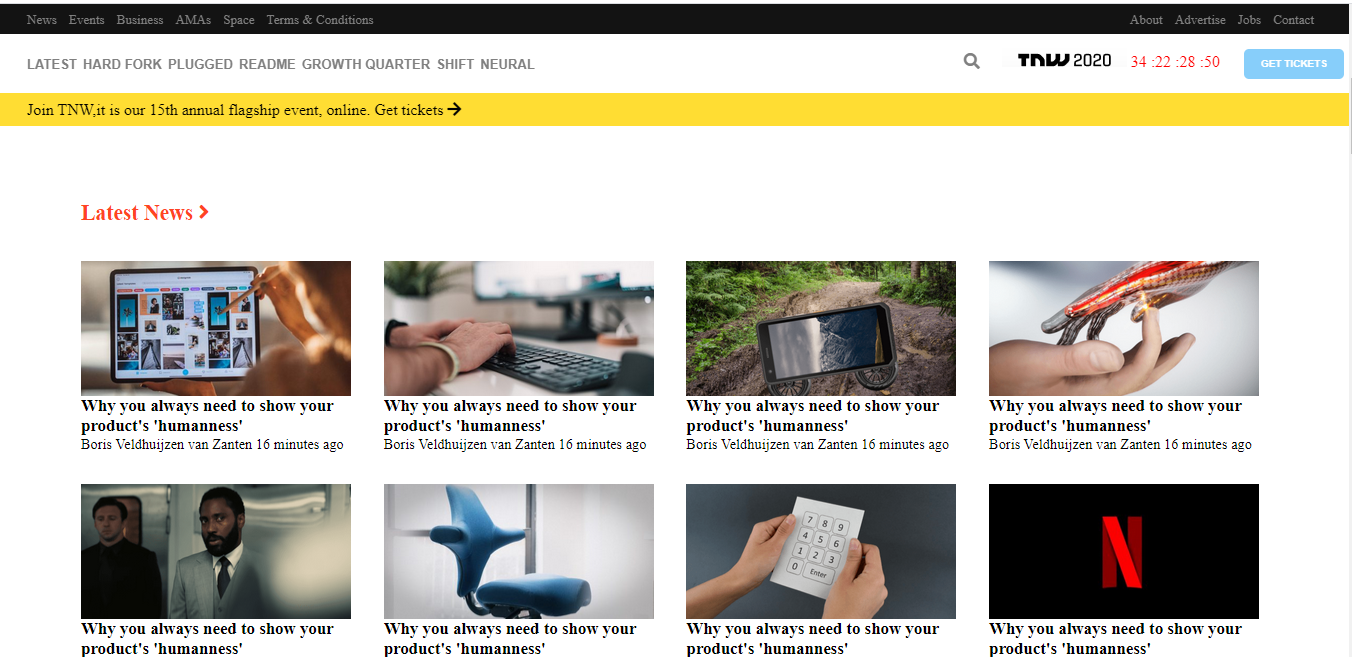 News Events Business AMAs Space Terms & Conditions About Advertise Jobs Contact
LATEST HARD FORK PLUGGED README GROWTH QUARTER SHIFT NEURAL TNW 2020 34 :22 :28 :50 GET TICKETS
Join TNW,it is our 15th annual flagship event, online. Get tickets
Latest News
Why you always need to show your
product's 'humanness'
Boris Veldhuijzen van Zanten 16 minutes ago
Why you always need to show your
product's 'humanness'
Boris Veldhuijzen van Zanten 16 minutes ago
Why you always need to show your
product's 'humanness'
Boris Veldhuijzen van Zanten 16 minutes ago
Why you always need to show your
product's 'humanness'
Boris Veldhuijzen van Zanten 16 minutes ago
7 8 9
4 5 6
1 2 3
0 Enter
N
Why you always need to show your
product's 'humanness'
Why you always need to show your
product's 'humanness'
Why you always need to show your
product's 'humanness'
Why you always need to show your
product's 'humanness'